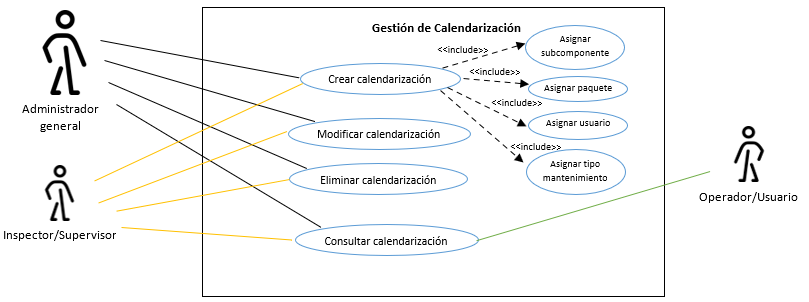 Gestión de Calendarización
Asignar
subcomponente
<<include>>
Crear calendarización
<<include>>
Asignar paquete
<<include>>
Asignar usuario
Modificar calendarización
<<include>>
Asignar tipo
mantenimiento
Eliminar calendarización
Consultar calendarización
Administrador
general
Inspector/Supervisor
Operador/Usuario